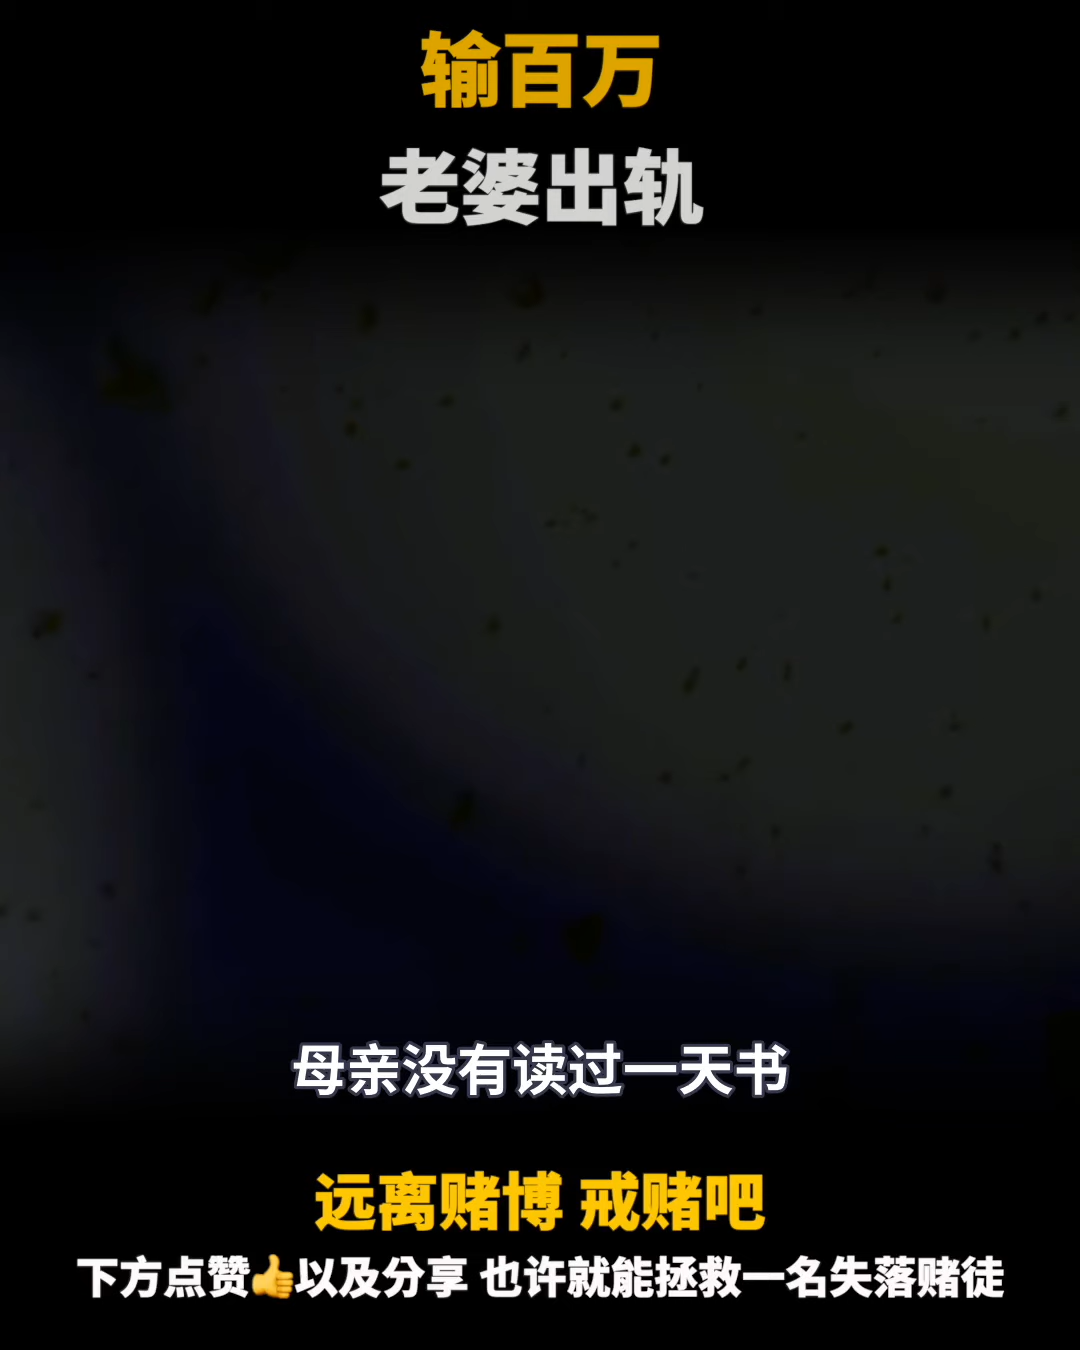 输百万
老婆出轨
母亲没有读过一天书
远离赌博 戒赌吧
下方点赞👍以及分享 也许就能拯救一名失落赌徒